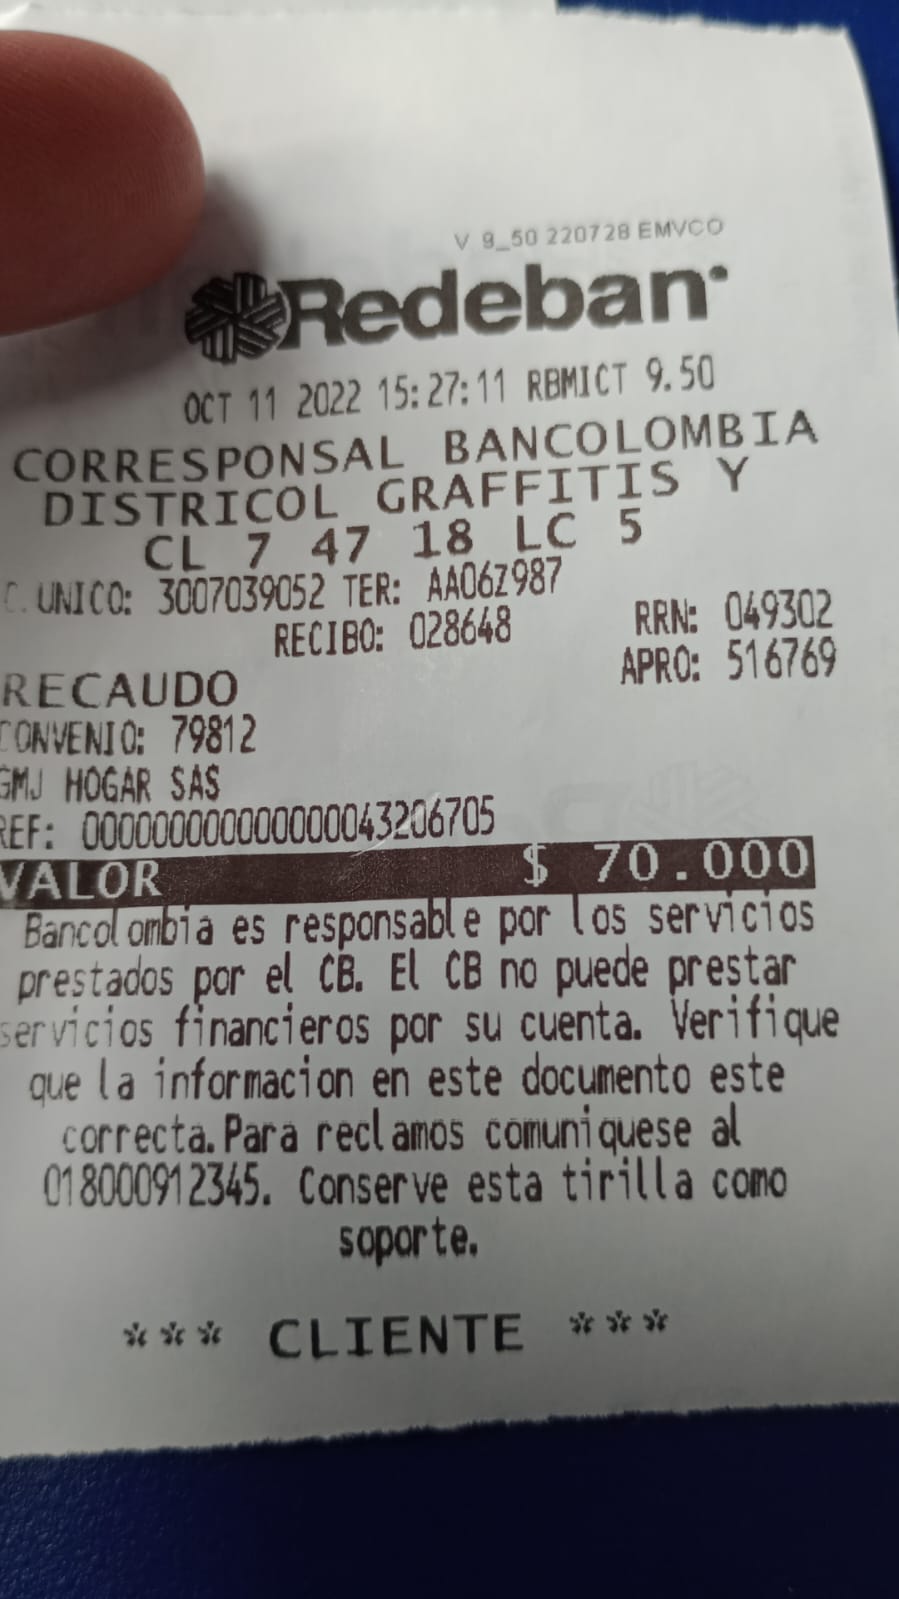 V 9_50 220728 EMVCO
Redeban
OCT 11 2022 15:27:11 RBMICT 9.50
CORRESPONSAL BANCOLOMBIA
DISTRICOL GRAFFITIS Y
CL 7 47 18 LC 5
C. UNICO: 3007039052 TER: AA06Z987
RECIBO: 028648 RRN: 049302
RECAUDO APRO: 516769
CONVENIO: 79812
GMJ HOGAR SAS
REF: 000000000000000043206705
VALOR $ 70.000
Bancolombia es responsable por los servicios
prestados por el CB. El CB no puede prestar
servicios financieros por su cuenta. Verifique
que la informacion en este documento este
correcta. Para reclamos comuniquese al
018000912345. Conserve esta tirilla como
soporte.
*** CLIENTE ***